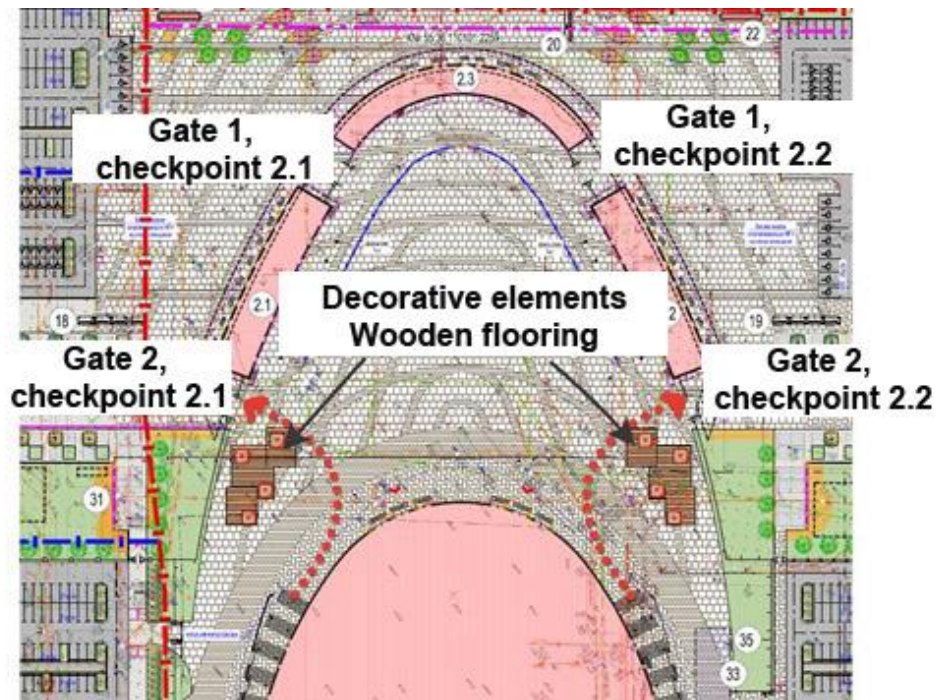 20
22
2.3
Gate 1,
checkpoint 2.1
Gate 1,
checkpoint 2.2
2.1
Decorative elements
Wooden flooring
2
18
19
Gate 2,
checkpoint 2.1
Gate 2,
checkpoint 2.2
31
35
33